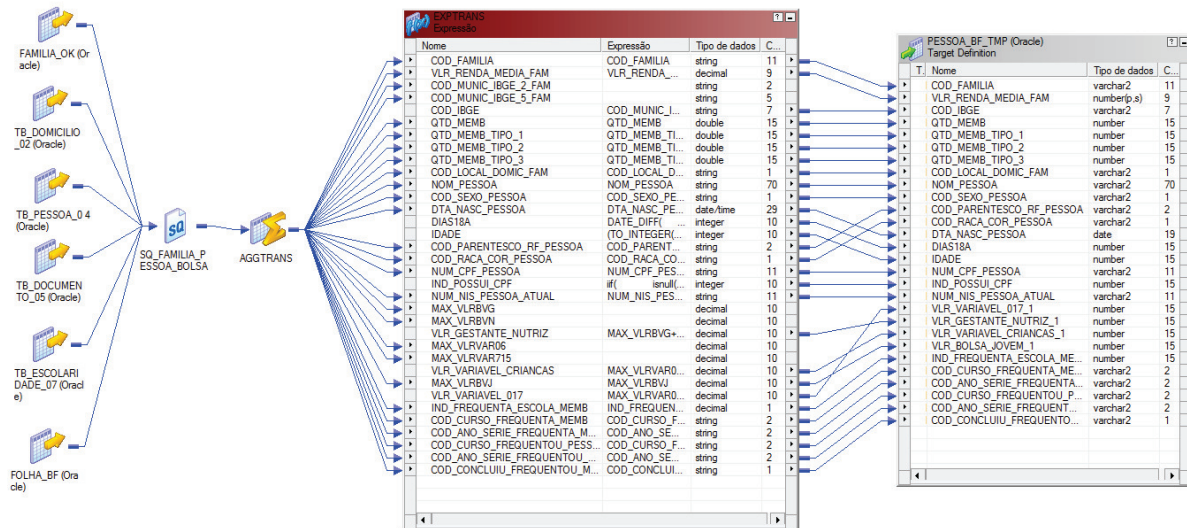 FAMILIA_OK (Or
acle)
TB_DOMICILIO
_02 (Oracle)
TB_PESSOA_0 4
(Oracle)
TB_DOCUMEN
TO_05 (Oracle)
TB_ESCOLARI
DADE_07 (Oracl
e)
FOLHA_BF (Ora
cle)
SQ_FAMILIA_P
ESSOA_BOLSA
AGGTRANS
EXPTRANS
Expressão
Nome Expressão Tipo de dados C...
COD_FAMILIA COD_FAMILIA string 11
VLR_RENDA_MEDIA_FAM VLR_RENDA_... decimal 9
COD_MUNIC_IBGE_2_FAM string 2
COD_MUNIC_IBGE_5_FAM string 5
COD_IBGE COD_MUNIC_I... string 7
QTD_MEMB QTD_MEMB double 15
QTD_MEMB_TIPO_1 QTD_MEMB_TI... double 15
QTD_MEMB_TIPO_2 QTD_MEMB_TI... double 15
QTD_MEMB_TIPO_3 QTD_MEMB_TI... double 15
COD_LOCAL_DOMIC_FAM COD_LOCAL_D... string 1
NOM_PESSOA NOM_PESSOA string 70
COD_SEXO_PESSOA COD_SEXO_PE... string 1
DTA_NASC_PESSOA DTA_NASC_PE... date/time 29
DIAS18A DATE_DIFF( ... integer 10
IDADE (TO_INTEGER(... integer 10
COD_PARENTESCO_RF_PESSOA COD_PARENT... string 2
COD_RACA_COR_PESSOA COD_RACA_CO... string 1
NUM_CPF_PESSOA NUM_CPF_PES... string 11
IND_POSSUI_CPF iif( isnull(... integer 10
NUM_NIS_PESSOA_ATUAL NUM_NIS_PES... string 11
MAX_VLRBVG decimal 10
MAX_VLRBVN decimal 10
VLR_GESTANTE_NUTRIZ MAX_VLRBVG+... decimal 10
MAX_VLRVAR06 decimal 10
MAX_VLRVAR715 decimal 10
VLR_VARIAVEL_CRIANCAS MAX_VLRVAR0... decimal 10
MAX_VLRBVJ MAX_VLRBVJ decimal 10
VLR_VARIAVEL_017 MAX_VLRVAR0... decimal 10
IND_FREQUENTA_ESCOLA_MEMB IND_FREQUEN... decimal 1
COD_CURSO_FREQUENTA_MEMB COD_CURSO_F... string 2
COD_ANO_SERIE_FREQUENTA_M... COD_ANO_SE... string 2
COD_CURSO_FREQUENTOU_PESS... COD_CURSO_F... string 2
COD_ANO_SERIE_FREQUENTOU_... COD_ANO_SE... string 2
COD_CONCLUIU_FREQUENTOU_M... COD_CONCLUI... string 1
PESSOA_BF_TMP (Oracle)
Target Definition
T. Nome Tipo de dados C...
COD_FAMILIA varchar2 11
VLR_RENDA_MEDIA_FAM number(p,s) 9
COD_IBGE varchar2 7
QTD_MEMB number 15
QTD_MEMB_TIPO_1 number 15
QTD_MEMB_TIPO_2 number 15
QTD_MEMB_TIPO_3 number 15
COD_LOCAL_DOMIC_FAM varchar2 1
NOM_PESSOA varchar2 70
COD_SEXO_PESSOA varchar2 1
COD_PARENTESCO_RF_PESSOA varchar2 2
COD_RACA_COR_PESSOA varchar2 1
DTA_NASC_PESSOA date 19
DIAS18A number 15
IDADE number 15
NUM_CPF_PESSOA varchar2 11
IND_POSSUI_CPF number 15
NUM_NIS_PESSOA_ATUAL varchar2 11
VLR_VARIAVEL_017_1 number 15
VLR_GESTANTE_NUTRIZ_1 number 15
VLR_VARIAVEL_CRIANCAS_1 number 15
VLR_BOLSA_JOVEM_1 number 15
IND_FREQUENTA_ESCOLA_ME... number 15
COD_CURSO_FREQUENTA_ME... varchar2 2
COD_ANO_SERIE_FREQUENTA... varchar2 2
COD_CURSO_FREQUENTOU_P... varchar2 2
COD_ANO_SERIE_FREQUENT... varchar2 2
COD_CONCLUIU_FREQUENTO... varchar2 1